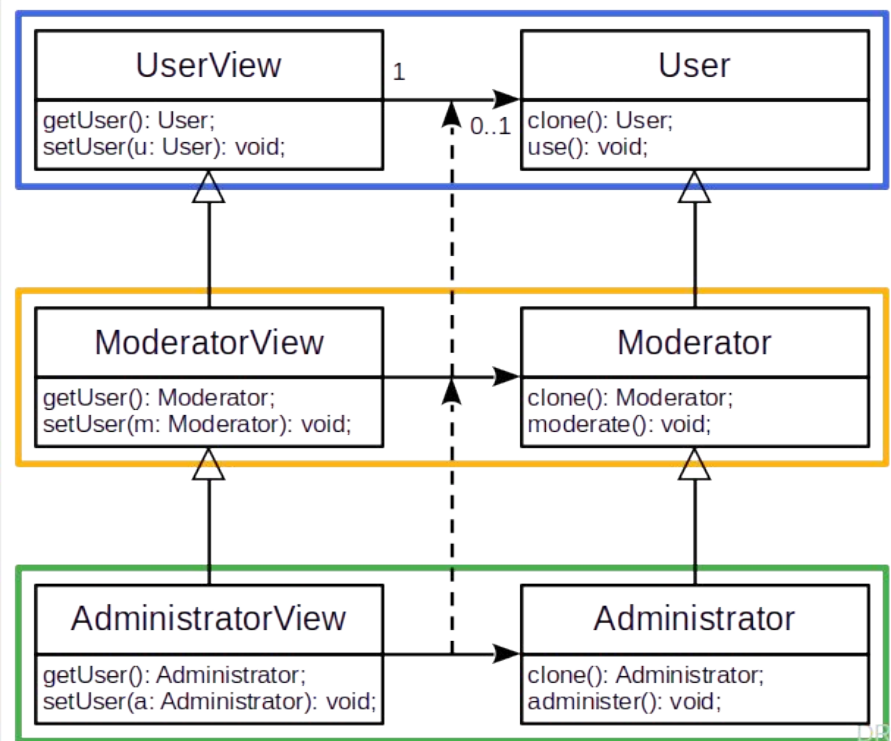 UserView
1
User
getUser(): User;
setUser(u: User): void;
0..1
clone(): User;
use(): void;
ModeratorView
Moderator
getUser(): Moderator;
setUser(m: Moderator): void;
clone(): Moderator;
moderate(): void;
AdministratorView
Administrator
getUser(): Administrator;
setUser(a: Administrator): void;
clone(): Administrator;
administer(): void;